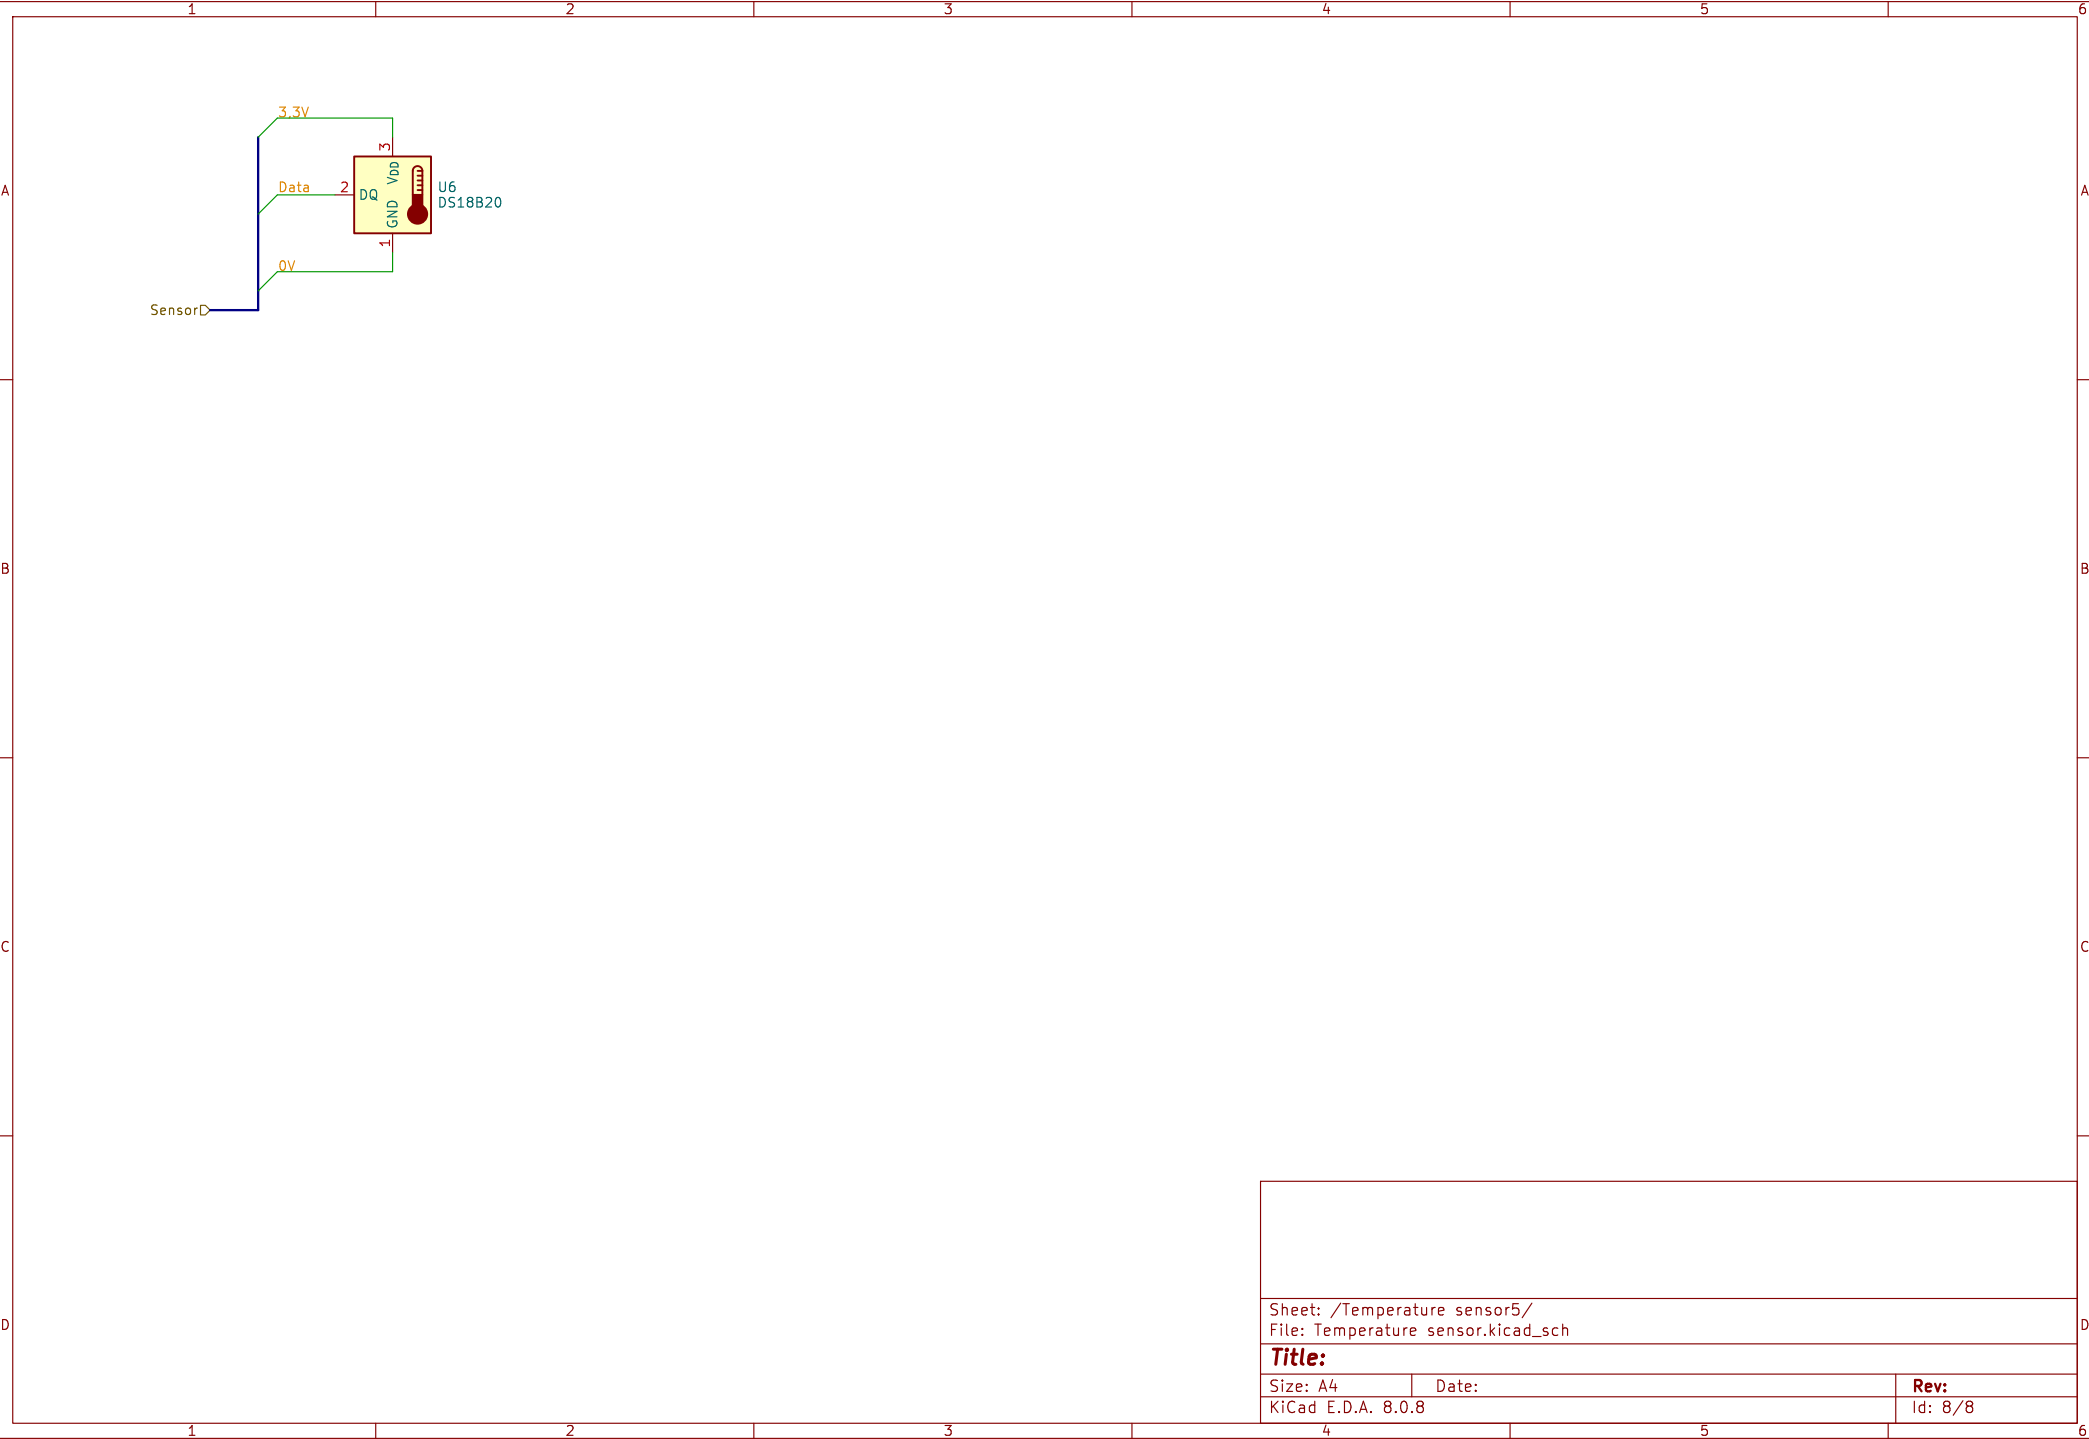 1 2 3 4 5 6
3.3V
3
VDD
A
Data
2
DQ
U6
A
DS18B20
GND
1
0V
Sensor
B
B
C
C
Sheet: /Temperature sensor5/
File: Temperature sensor.kicad_sch
D
D
Title:
Size: A4
Date:
Rev:
KiCad E.D.A. 8.0.8
Id: 8/8
1 2 3 4 5 6